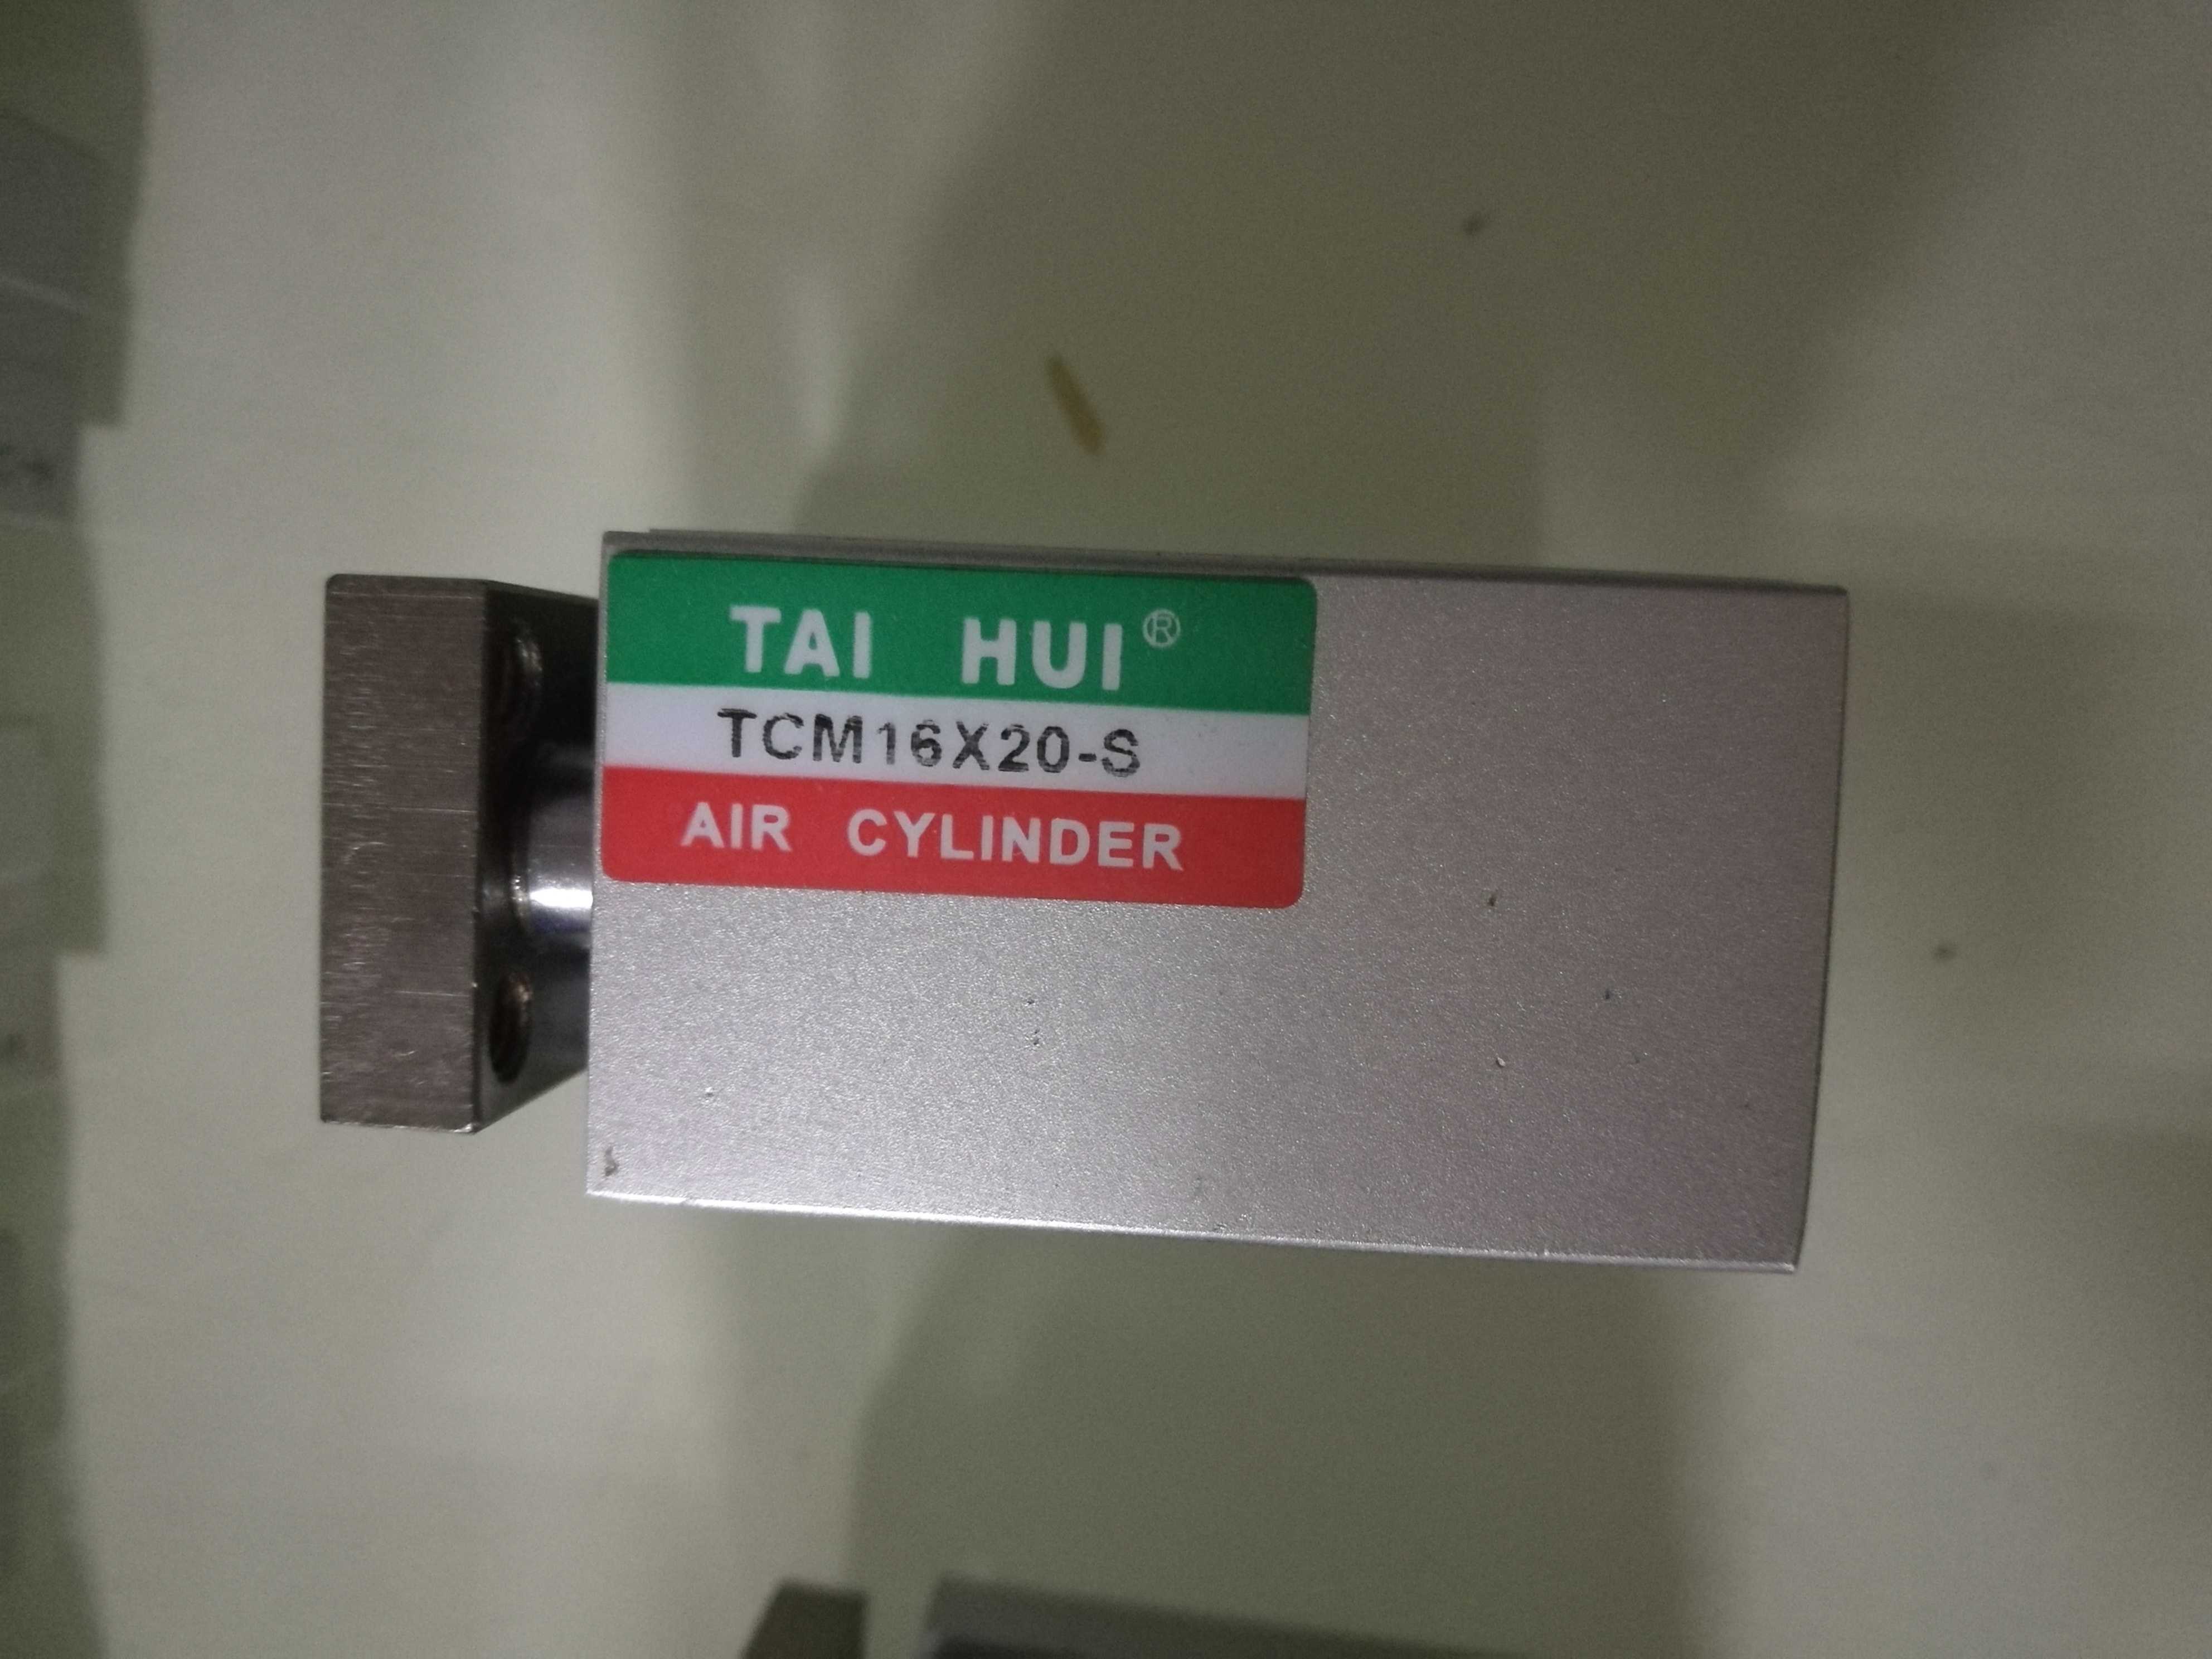 TAI HUI®
TCM16X20-S
AIR CYLINDER